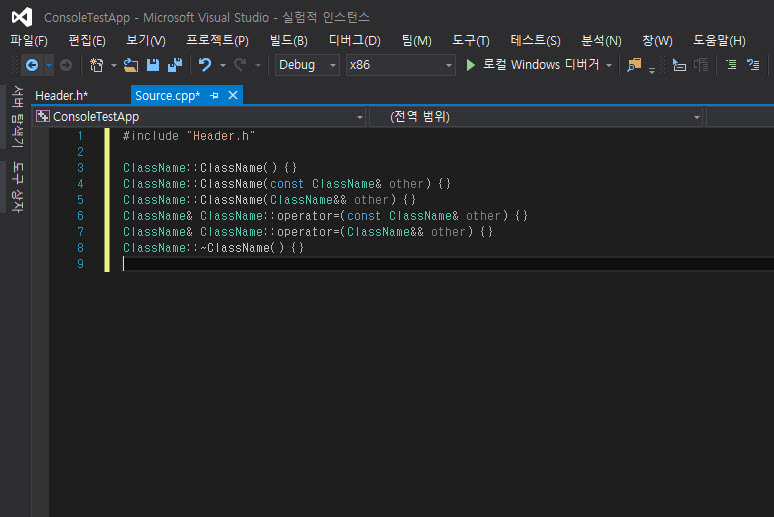 ConsoleTestApp - Microsoft Visual Studio - 실험적 인스턴스
파일(F) 편집(E) 보기(V) 프로젝트(P) 빌드(B) 디버그(D) 팀(M) 도구(T) 테스트(S) 분석(N) 창(W) 도움말(H)
Debug x86 로컬 Windows 디버거
서버 탐색기
도구 상자
Header.h* Source.cpp*
ConsoleTestApp (전역 범위)
1 #include "Header.h"
2
3 ClassName::ClassName() {}
4 ClassName::ClassName(const ClassName& other) {}
5 ClassName::ClassName(ClassName&& other) {}
6 ClassName& ClassName::operator=(const ClassName& other) {}
7 ClassName& ClassName::operator=(ClassName&& other) {}
8 ClassName::~ClassName() {}
9